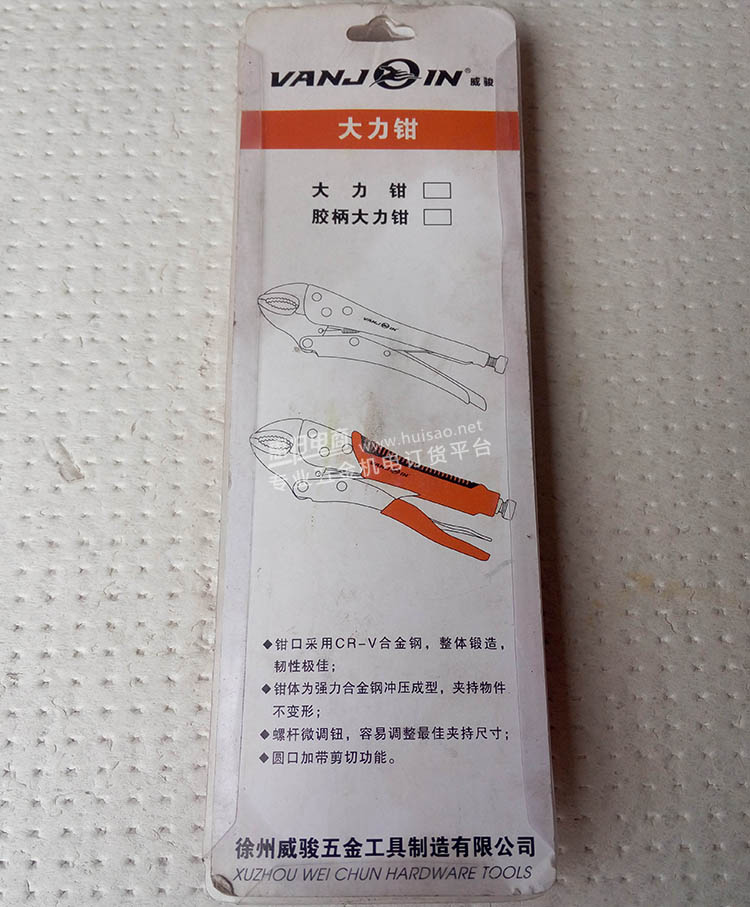 VANJOIN® 威骏
大力钳
大力钳
胶柄大力钳
VANJOIN
www.huisao.net
专业五金机电订货平台
VANJOIN
◆钳口采用CR-V合金钢，整体锻造，
韧性极佳；
◆钳体为强力合金钢冲压成型，夹持物件
不变形；
◆螺杆微调钮，容易调整最佳夹持尺寸；
◆圆口加带剪切功能。
徐州威骏五金工具制造有限公司
XUZHOU WEI CHUN HARDWARE TOOLS